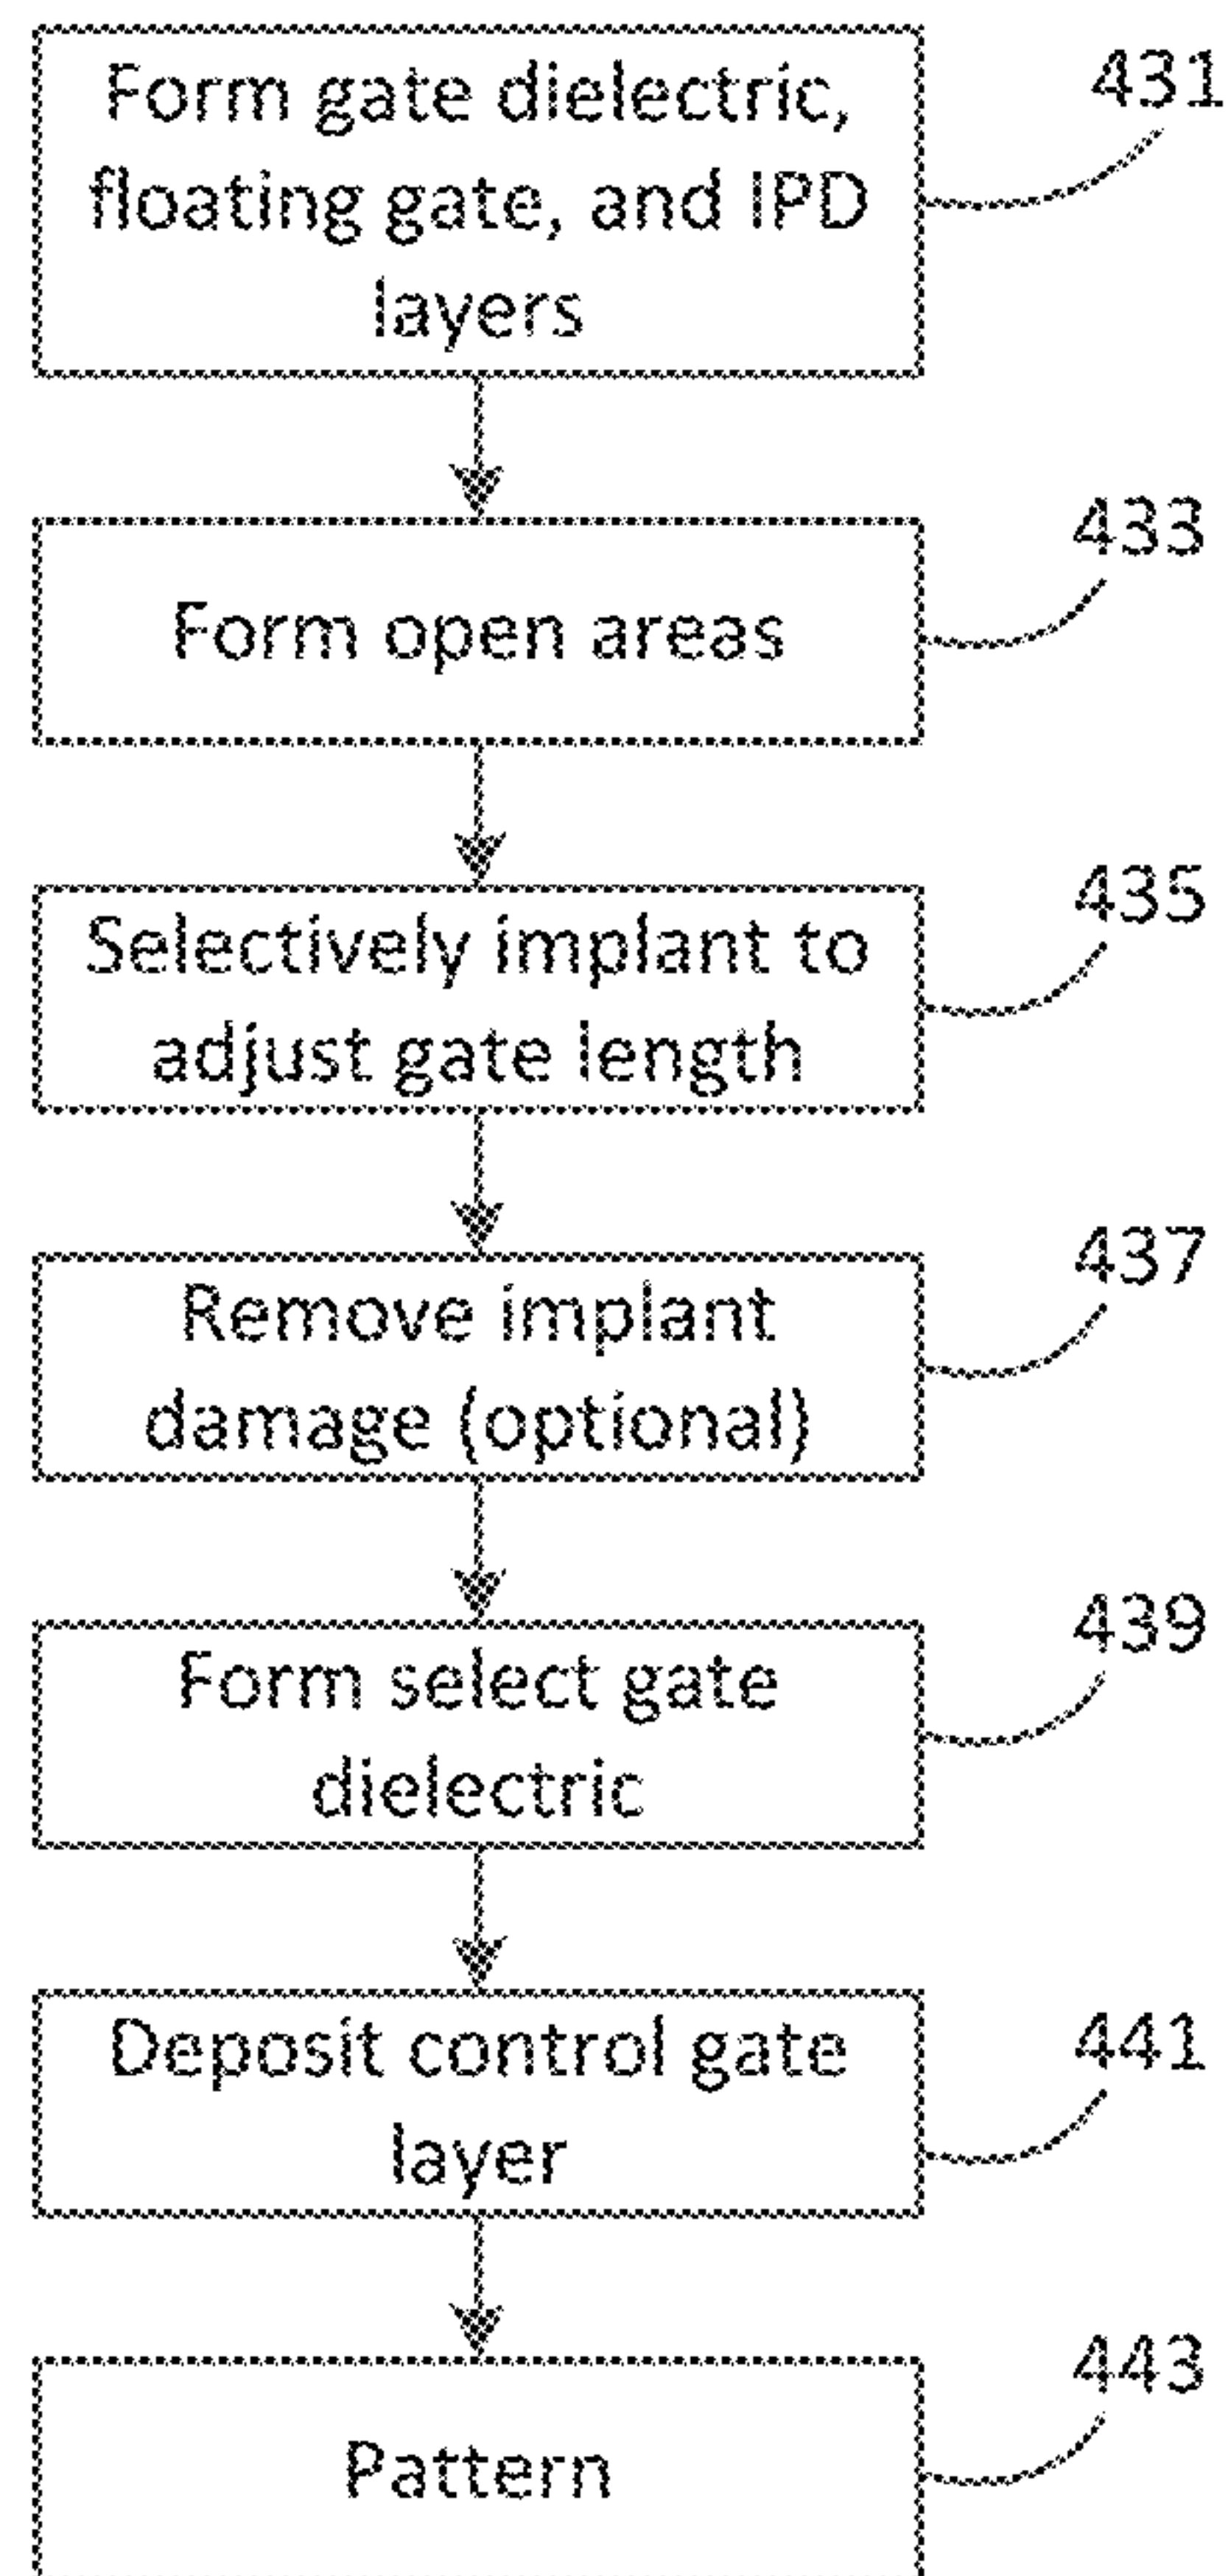 Form gate dielectric,
floating gate, and IPD
layers
431
Form open areas
433
Selectively implant to
adjust gate length
435
Remove implant
damage (optional)
437
Form select gate
dielectric
439
Deposit control gate
layer
441
Pattern
443